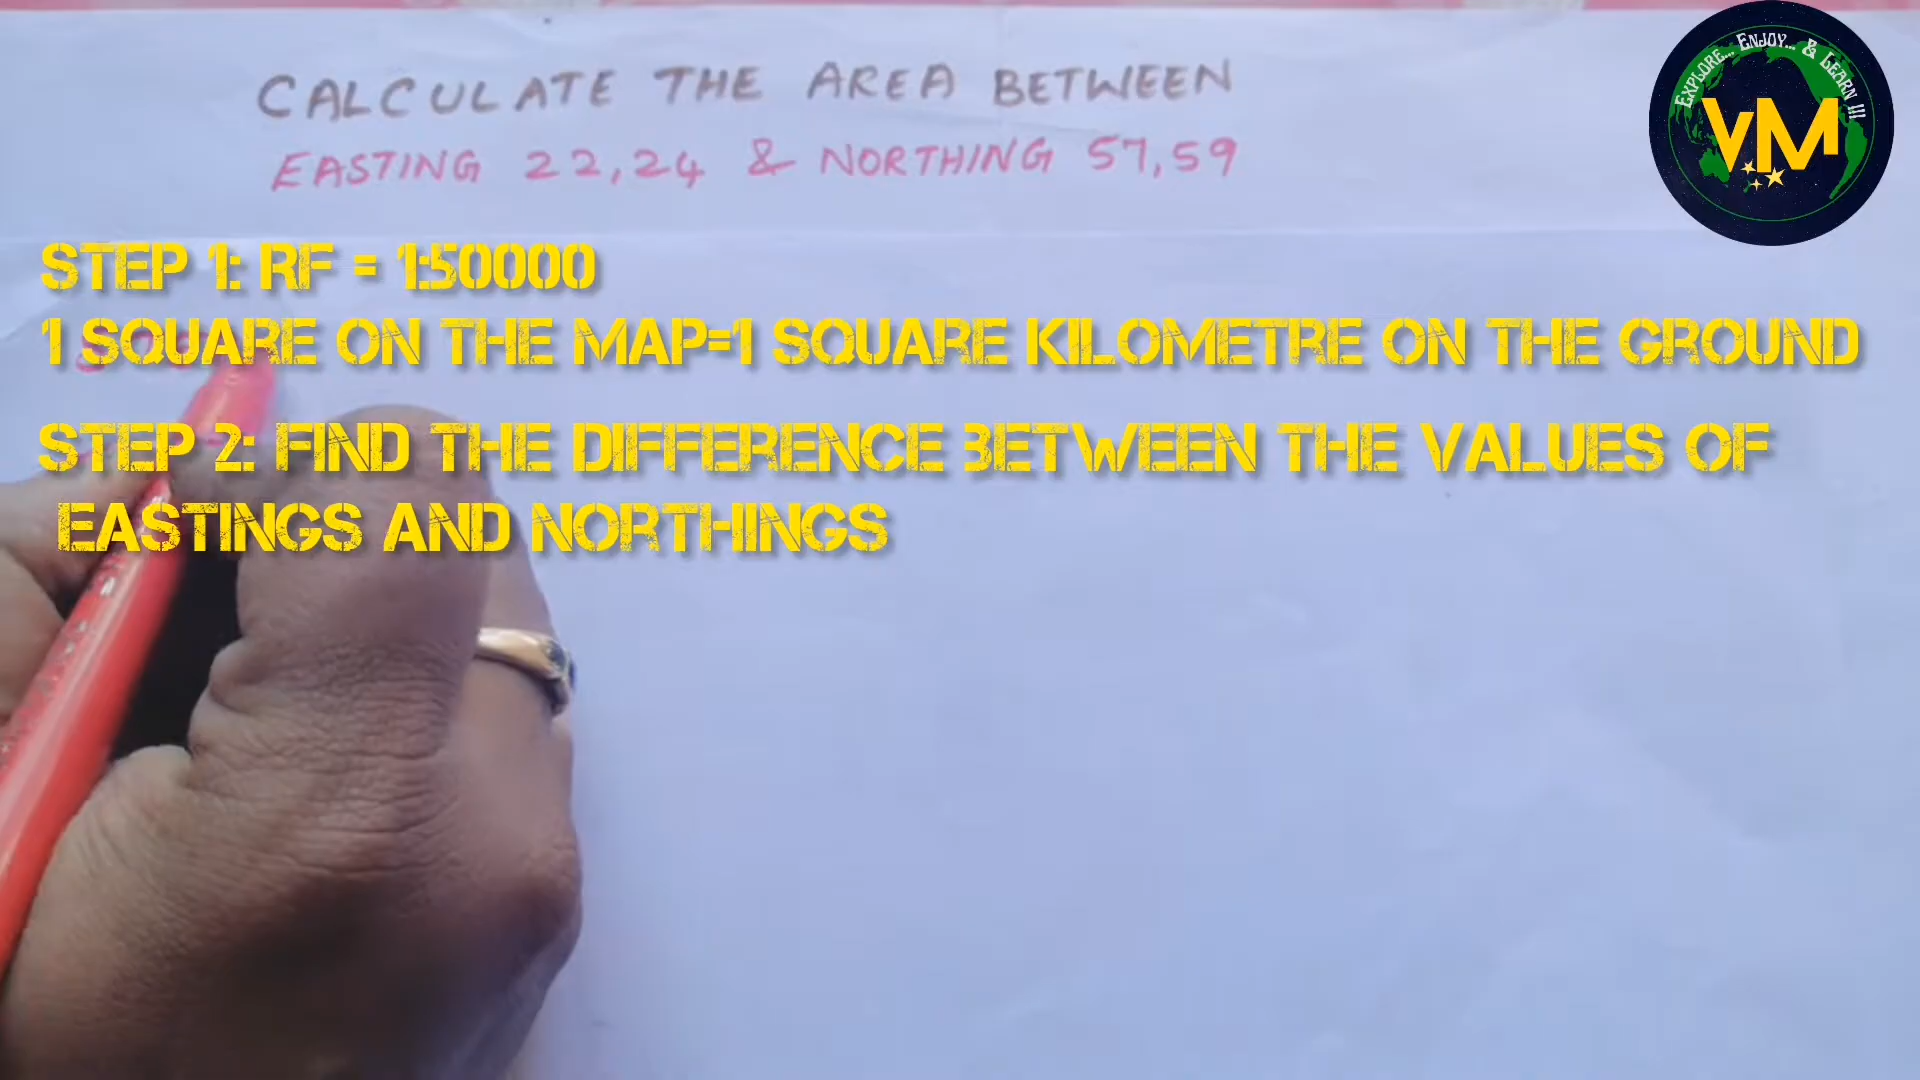 CALCULATE THE AREA BETWEEN
EASTING 22,24 & NORTHING 57,59
EXPLORE... ENJOY... & LEARN !!!
VM
STEP 1: RF = 1:50000
1 SQUARE ON THE MAP=1 SQUARE KILOMETRE ON THE GROUND
STEP 2: FIND THE DIFFERENCE BETWEEN THE VALUES OF
EASTINGS AND NORTHINGS